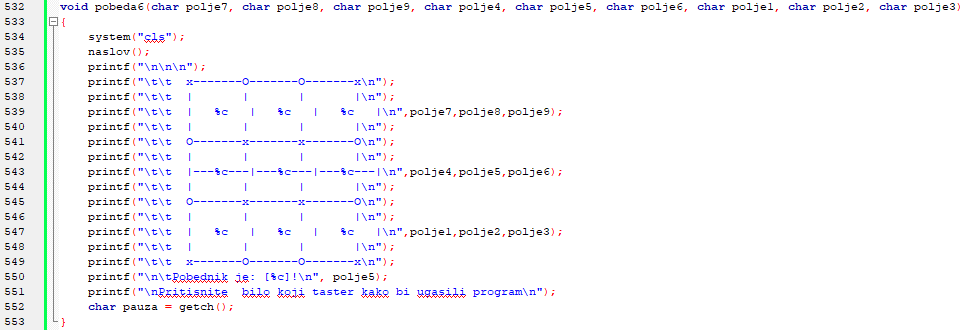 532 void pobeda6(char polje7, char polje8, char polje9, char polje4, char polje5, char polje6, char polje1, char polje2, char polje3)
533 {
534     system("cls");
535     naslov();
536     printf("\n\n\n");
537     printf("\t\t  x-------O-------O-------x\n");
538     printf("\t\t  |       |       |       |\n");
539     printf("\t\t  |   %c   |   %c   |   %c   |\n",polje7,polje8,polje9);
540     printf("\t\t  |       |       |       |\n");
541     printf("\t\t  O-------x-------x-------O\n");
542     printf("\t\t  |       |       |       |\n");
543     printf("\t\t  |---%c---|---%c---|---%c---|\n",polje4,polje5,polje6);
544     printf("\t\t  |       |       |       |\n");
545     printf("\t\t  O-------x-------x-------O\n");
546     printf("\t\t  |       |       |       |\n");
547     printf("\t\t  |   %c   |   %c   |   %c   |\n",polje1,polje2,polje3);
548     printf("\t\t  |       |       |       |\n");
549     printf("\t\t  x-------O-------O-------x\n");
550     printf("\n\tPobednik je: [%c]!\n", polje5);
551     printf("\nPritisnite  bilo koji taster kako bi ugasili program\n");
552     char pauza = getch();
553 }